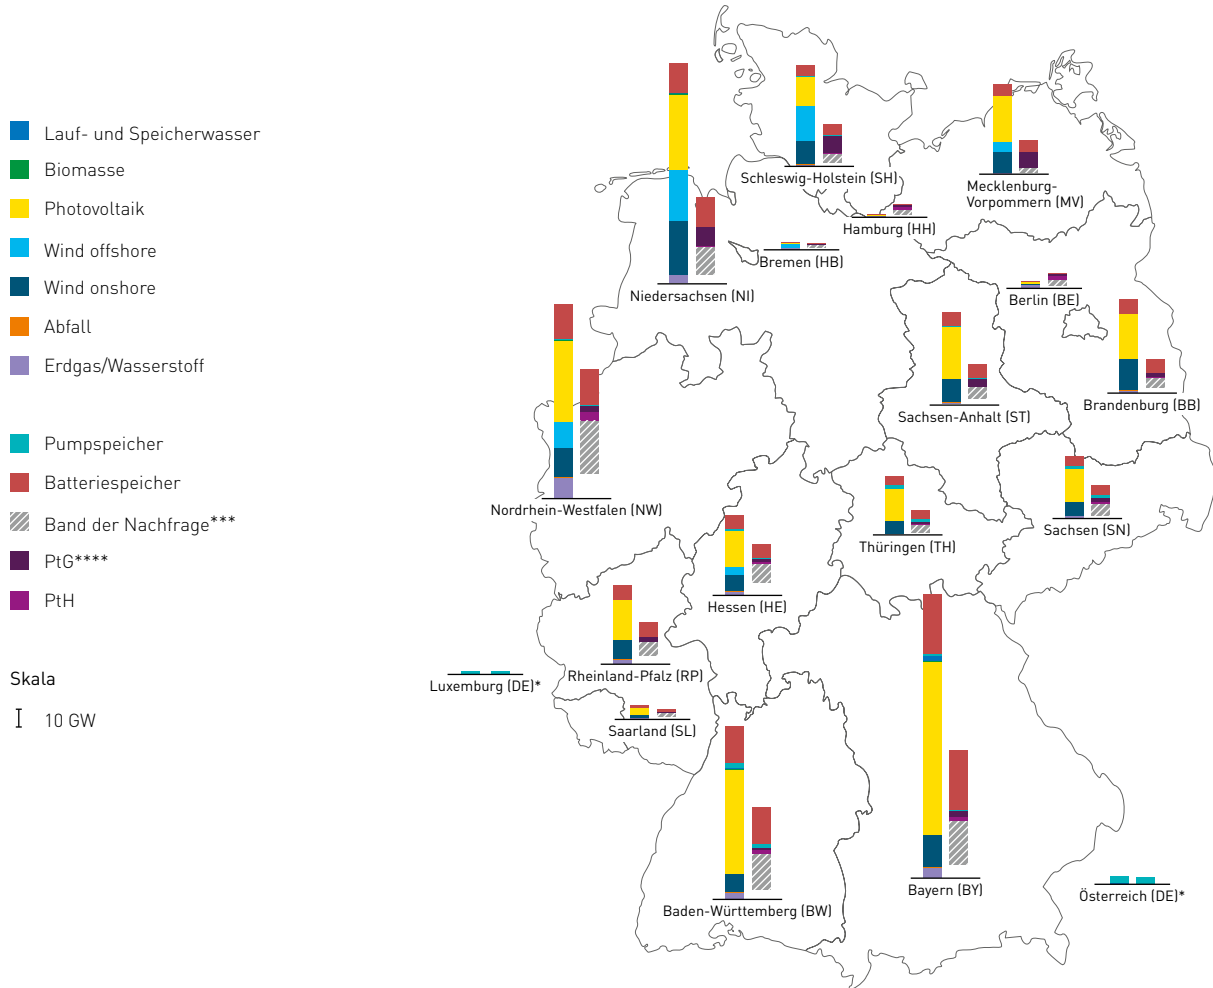 Lauf- und Speicherwasser
Biomasse
Photovoltaik
Wind offshore
Wind onshore
Abfall
Erdgas/Wasserstoff
Pumpspeicher
Batteriespeicher
Band der Nachfrage***
PtG****
PtH
Skala
10 GW
Schleswig-Holstein (SH)
Mecklenburg-
Vorpommern (MV)
Hamburg (HH)
Bremen (HB)
Niedersachsen (NI)
Berlin (BE)
Brandenburg (BB)
Sachsen-Anhalt (ST)
Nordrhein-Westfalen (NW)
Sachsen (SN)
Thüringen (TH)
Hessen (HE)
Rheinland-Pfalz (RP)
Luxemburg (DE)*
Saarland (SL)
Bayern (BY)
Österreich (DE)*
Baden-Württemberg (BW)